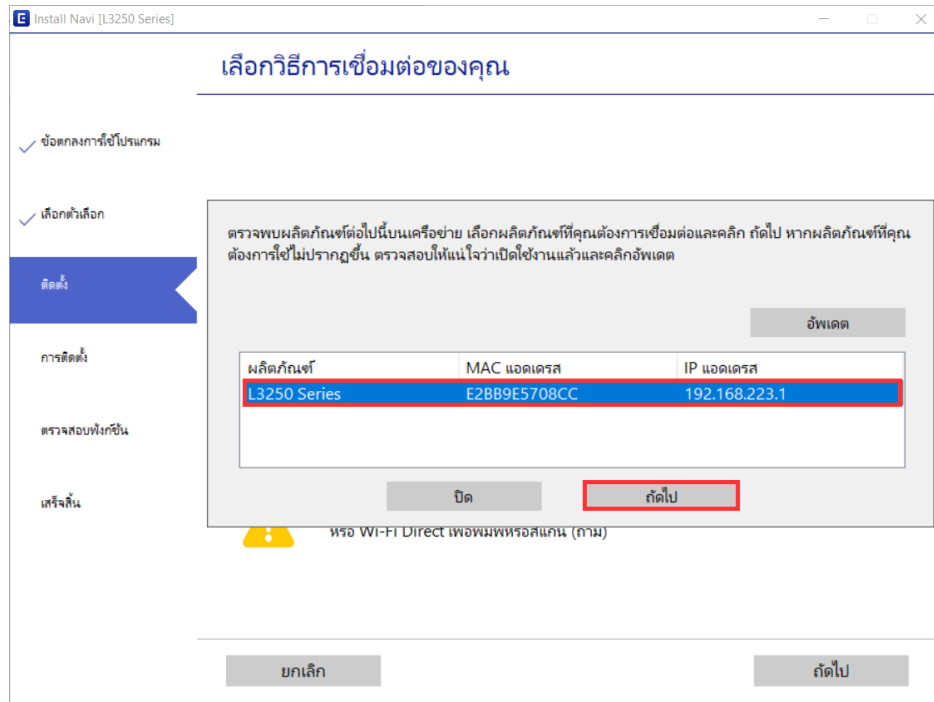 E Install Navi [L3250 Series]
เลือกวิธีการเชื่อมต่อของคุณ
ข้อตกลงการใช้โปรแกรม
เลือกตัวเลือก
ติดตั้ง
การติดตั้ง
ตรวจสอบฟังก์ชัน
เสร็จสิ้น
ตรวจพบผลิตภัณฑ์ต่อไปนี้บนเครือข่าย เลือกผลิตภัณฑ์ที่คุณต้องการเชื่อมต่อและคลิก ถัดไป หากผลิตภัณฑ์ที่คุณ
ต้องการใช้ไม่ปรากฏขึ้น ตรวจสอบให้แน่ใจว่าเปิดใช้งานแล้วและคลิกอัพเดต
อัพเดต
ผลิตภัณฑ์ MAC แอดเดรส IP แอดเดรส
L3250 Series E2BB9E5708CC 192.168.223.1
ปิด ถัดไป
หรือ Wi-Fi Direct เพื่อพิมพ์หรือสแกน (ถาม)
ยกเลิก ถัดไป